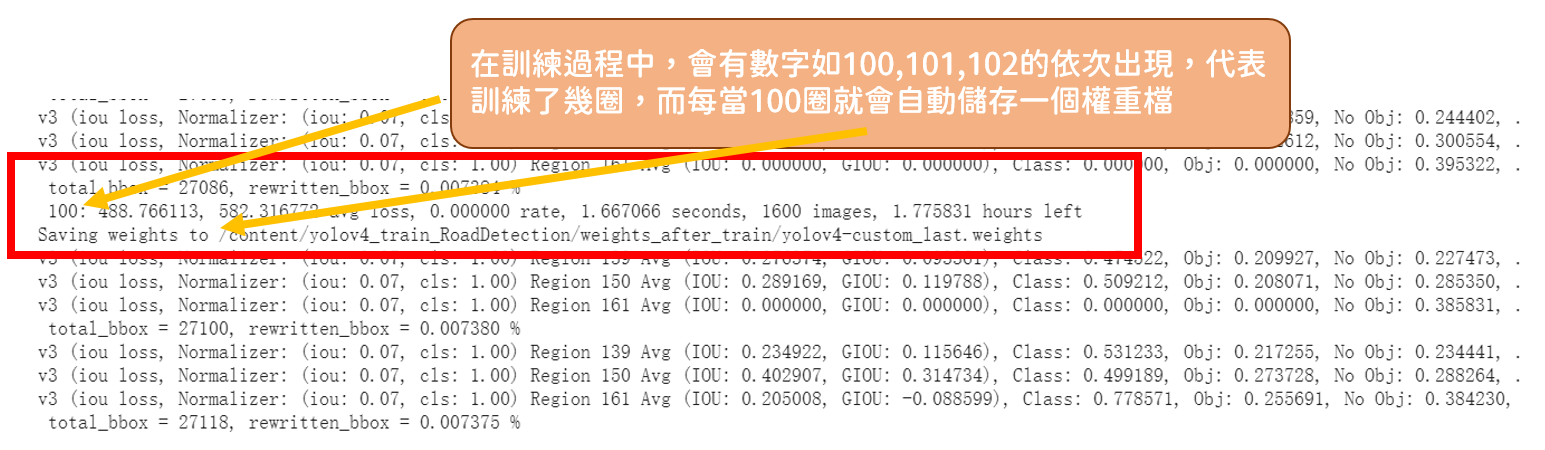 在訓練過程中，會有數字如100,101,102的依次出現，代表
訓練了幾圈，而每當100圈就會自動儲存一個權重檔
v3 (iou loss, Normalizer: (iou: 0.07, cls 359, No Obj: 0.244402, .
v3 (iou loss, Normalizer: (iou: 0.07, cls 612, No Obj: 0.300554, .
v3 (iou loss, Normalizer: (iou: 0.07, cls: 1.00) Region 161 Avg (IOU: 0.000000, GIOU: 0.000000), Class: 0.000000, Obj: 0.000000, No Obj: 0.395322, .
total_bbox = 27086, rewritten_bbox = 0.007384 %
100: 488.766113, 582.316772 avg loss, 0.000000 rate, 1.667066 seconds, 1600 images, 1.775831 hours left
Saving weights to /content/yolov4_train_RoadDetection/weights_after_train/yolov4-custom_last.weights
v3 (iou loss, Normalizer: (iou: 0.07, cls: 1.00) Region 139 Avg (IOU: GIOU: Class: Obj: 0.209927, No Obj: 0.227473, .
v3 (iou loss, Normalizer: (iou: 0.07, cls: 1.00) Region 150 Avg (IOU: 0.289169, GIOU: 0.119788), Class: 0.509212, Obj: 0.208071, No Obj: 0.285350, .
v3 (iou loss, Normalizer: (iou: 0.07, cls: 1.00) Region 161 Avg (IOU: 0.000000, GIOU: 0.000000), Class: 0.000000, Obj: 0.000000, No Obj: 0.385831, .
total_bbox = 27100, rewritten_bbox = 0.007380 %
v3 (iou loss, Normalizer: (iou: 0.07, cls: 1.00) Region 139 Avg (IOU: 0.234922, GIOU: 0.115646), Class: 0.531233, Obj: 0.217255, No Obj: 0.234441, .
v3 (iou loss, Normalizer: (iou: 0.07, cls: 1.00) Region 150 Avg (IOU: 0.402907, GIOU: 0.314734), Class: 0.499189, Obj: 0.273728, No Obj: 0.288264, .
v3 (iou loss, Normalizer: (iou: 0.07, cls: 1.00) Region 161 Avg (IOU: 0.205008, GIOU: -0.088599), Class: 0.778571, Obj: 0.255691, No Obj: 0.384230,
total_bbox = 27118, rewritten_bbox = 0.007375 %